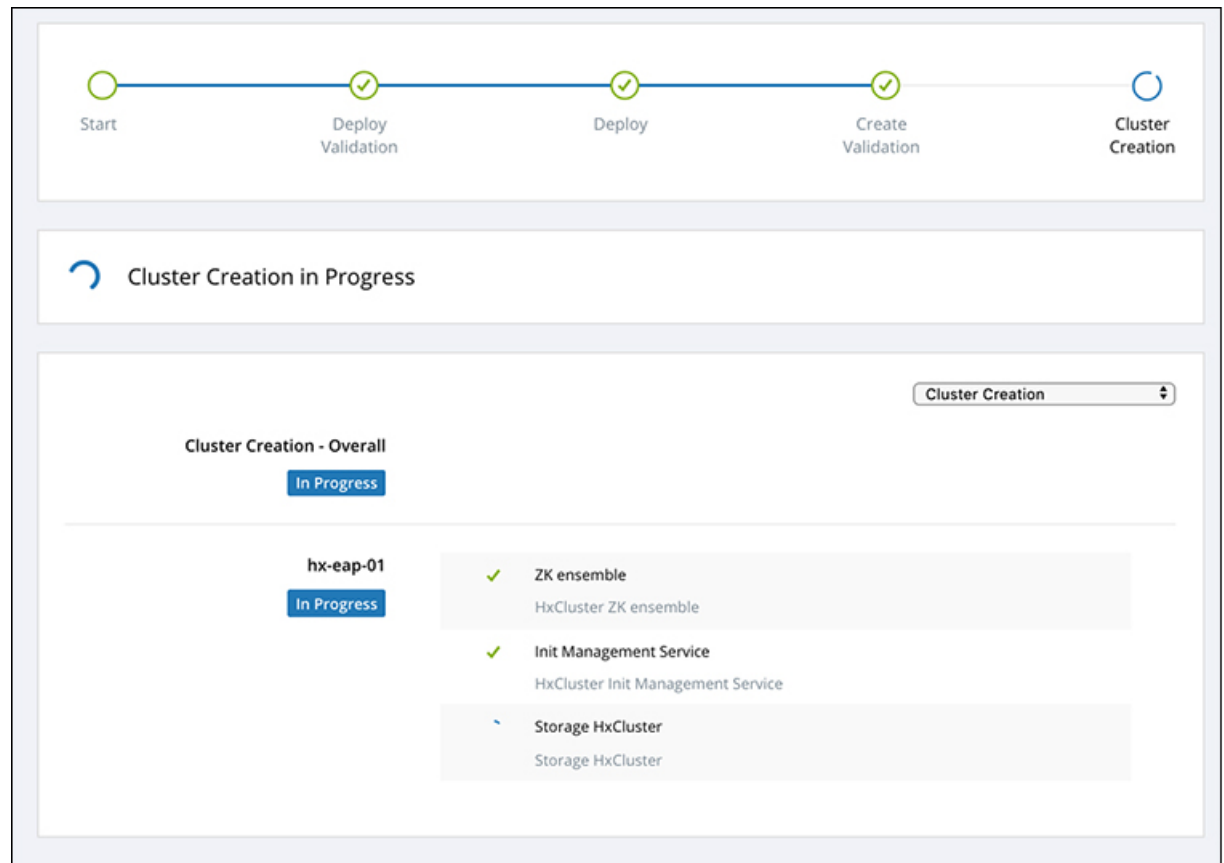 Start
Deploy
Validation
Deploy
Create
Validation
Cluster
Creation
Cluster Creation in Progress
Cluster Creation
Cluster Creation - Overall
In Progress
hx-eap-01
In Progress
ZK ensemble
HxCluster ZK ensemble
Init Management Service
HxCluster Init Management Service
Storage HxCluster
Storage HxCluster